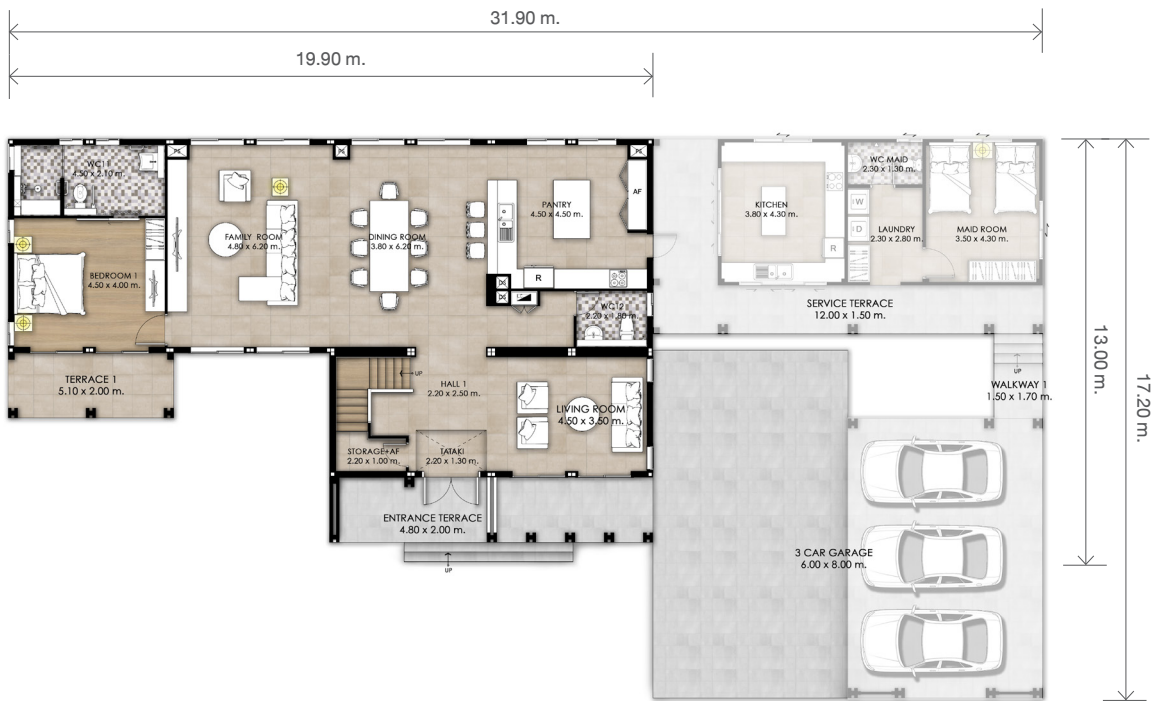 31.90 m.
19.90 m.
WC11
4.50 x 2.10 m.
BEDROOM 1
4.50 x 4.00 m.
TERRACE 1
5.10 x 2.00 m.
FAMILY ROOM
4.80 x 6.20 m.
DINING ROOM
3.80 x 6.20 m.
PANTRY
4.50 x 4.50 m.
AF
R
WC12
2.20 x 1.80 m.
UP
HALL 1
2.20 x 2.50 m.
LIVING ROOM
4.50 x 3.50 m.
STORAGE+AF
2.20 x 1.00 m.
TATAKI
2.20 x 1.30 m.
ENTRANCE TERRACE
4.80 x 2.00 m.
UP
KITCHEN
3.80 x 4.30 m.
R
WC MAID
2.30 x 1.30 m.
W
D
LAUNDRY
2.30 x 2.80 m.
MAID ROOM
3.50 x 4.30 m.
SERVICE TERRACE
12.00 x 1.50 m.
UP
WALKWAY 1
1.50 x 1.70 m.
3 CAR GARAGE
6.00 x 8.00 m.
13.00 m.
17.20 m.